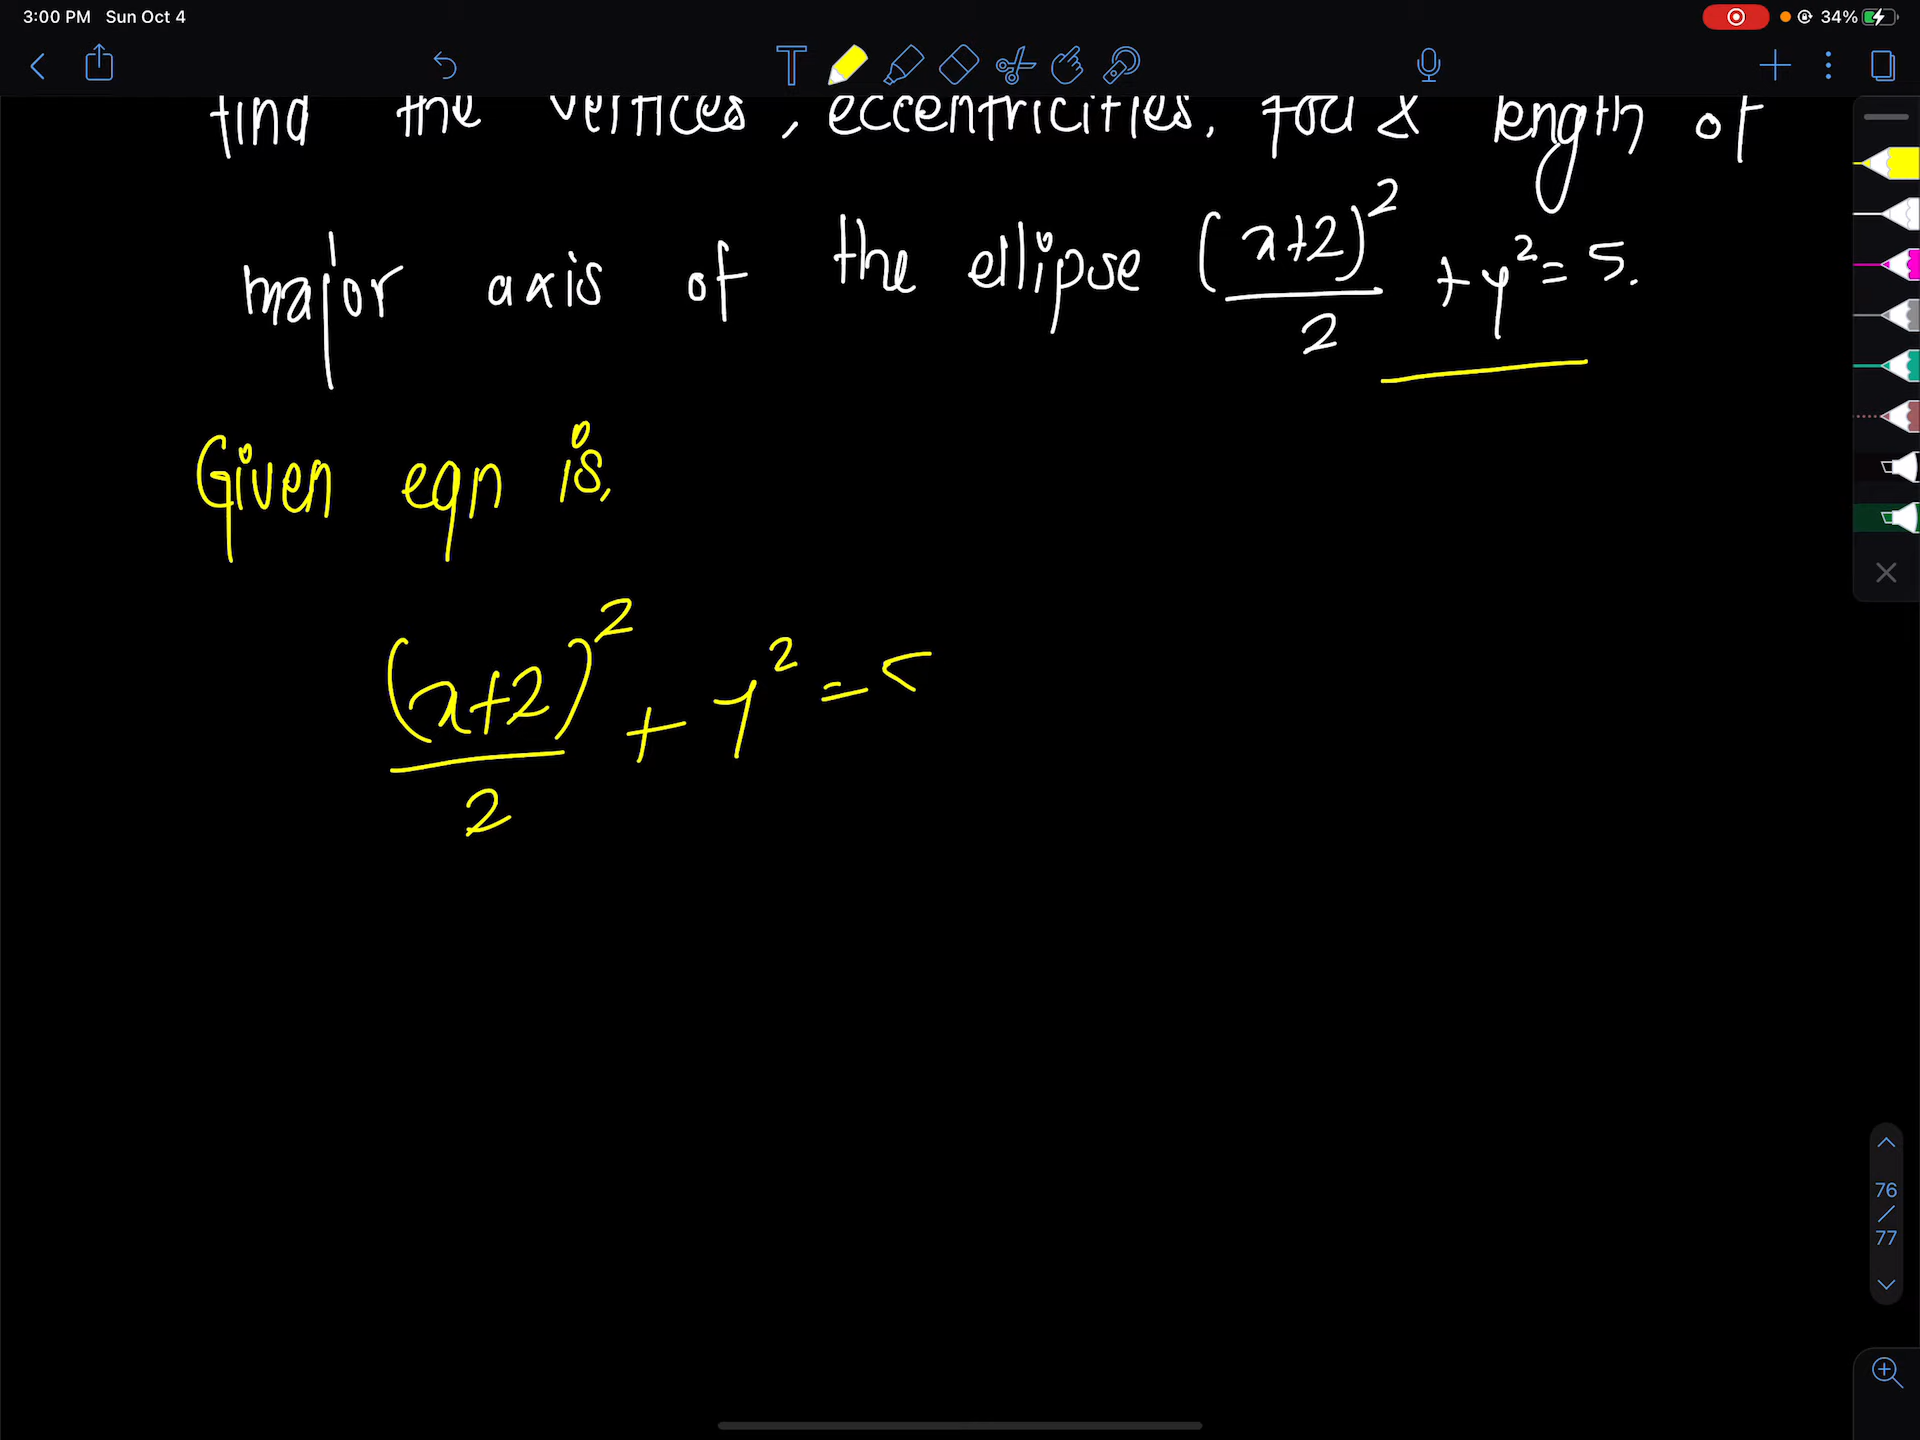 3:00 PM Sun Oct 4 34%
T
find the vertices, eccentricities, foci & length of
major axis of the ellipse (x+2)²/2 + y² = 5.
Given eqn is,
(x+2)²/2 + y² = 5
76
/
77